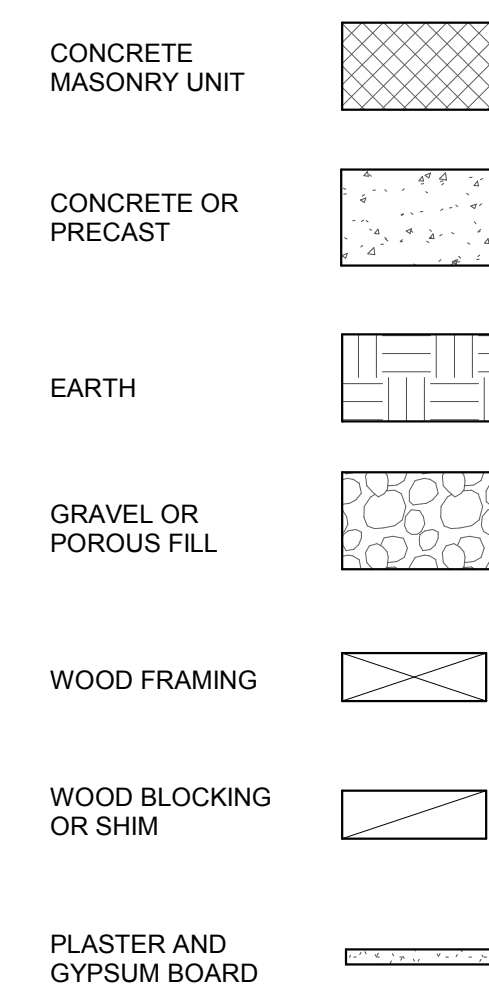 CONCRETE
MASONRY UNIT
CONCRETE OR
PRECAST
EARTH
GRAVEL OR
POROUS FILL
WOOD FRAMING
WOOD BLOCKING
OR SHIM
PLASTER AND
GYPSUM BOARD